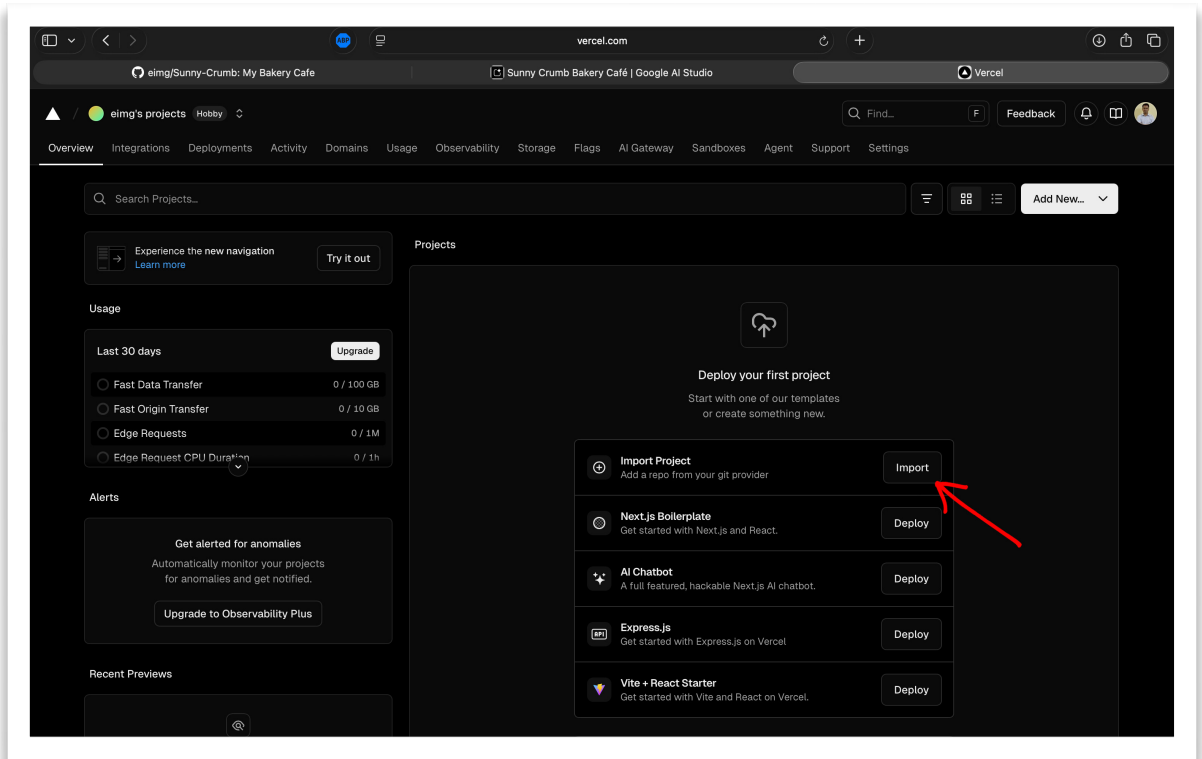 ABP
vercel.com
eimg/Sunny-Crumb: My Bakery Cafe
Sunny Crumb Bakery Café | Google AI Studio
Vercel
eimg's projects Hobby
Find... F
Feedback
Overview Integrations Deployments Activity Domains Usage Observability Storage Flags AI Gateway Sandboxes Agent Support Settings
Search Projects...
Add New...
Experience the new navigation
Learn more
Try it out
Usage
Last 30 days
Upgrade
Fast Data Transfer 0 / 100 GB
Fast Origin Transfer 0 / 10 GB
Edge Requests 0 / 1M
Edge Request CPU Duration 0 / 1h
Alerts
Get alerted for anomalies
Automatically monitor your projects
for anomalies and get notified.
Upgrade to Observability Plus
Recent Previews
Projects
Deploy your first project
Start with one of our templates
or create something new.
Import Project
Add a repo from your git provider
Import
Next.js Boilerplate
Get started with Next.js and React.
Deploy
AI Chatbot
A full featured, hackable Next.js AI chatbot.
Deploy
API
Express.js
Get started with Express.js on Vercel
Deploy
Vite + React Starter
Get started with Vite and React on Vercel.
Deploy